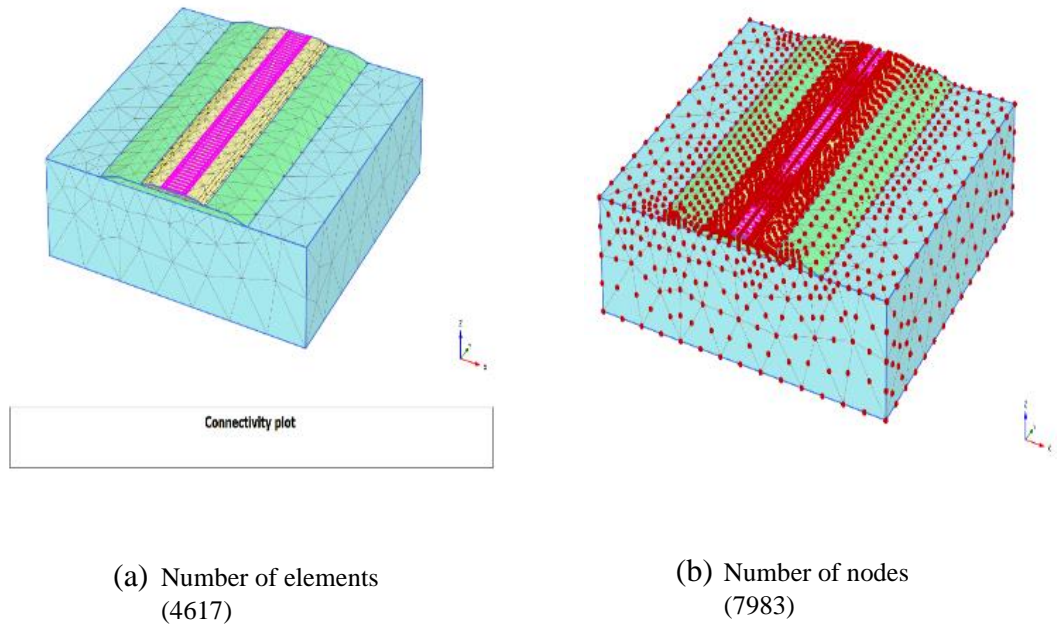 Connectivity plot
(a) Number of elements
(4617)
(b) Number of nodes
(7983)